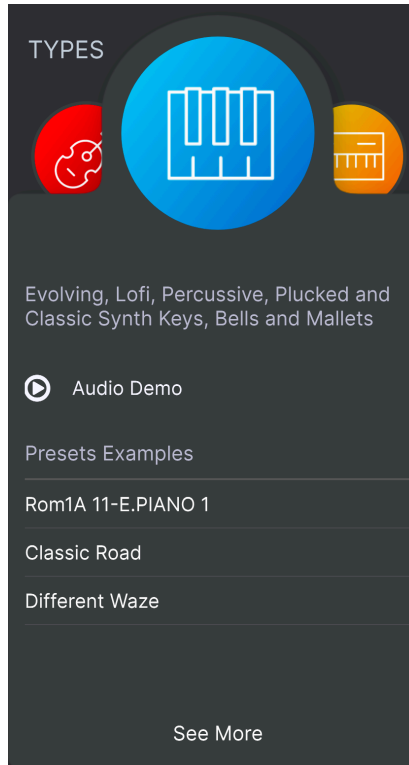 TYPES
Evolving, Lofi, Percussive, Plucked and
Classic Synth Keys, Bells and Mallets
Audio Demo
Presets Examples
Rom1A 11-E.PIANO 1
Classic Road
Different Waze
See More